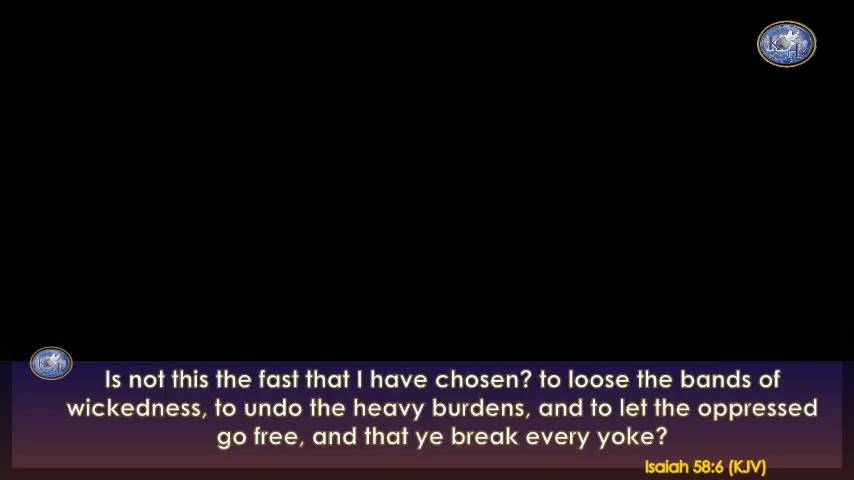 Is not this the fast that I have chosen? to loose the bands of
wickedness, to undo the heavy burdens, and to let the oppressed
go free, and that ye break every yoke?
Isaiah 58:6 (KJV)